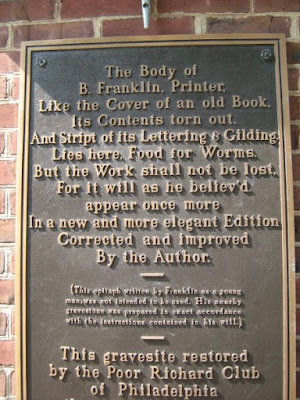 The Body of
B. Franklin, Printer,
Like the Cover of an old Book,
Its Contents torn out,
And Stript of its Lettering & Gilding,
Lies here, Food for Worms.
But the Work shall not be lost,
For it will as he believ'd
appear once more
In a new and more elegant Edition
Corrected and improved
By the Author.
(This epitaph written by Franklin as a young
man, was not intended to be used. His nearby
gravestone was prepared in exact accordance
with the instructions contained in his will.)
This gravesite restored
by the Poor Richard Club
of Philadelphia